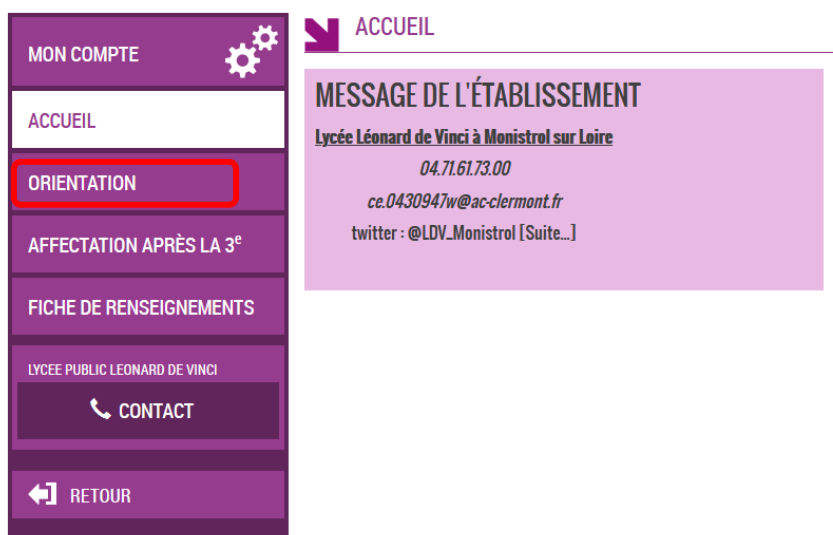 MON COMPTE
ACCUEIL
ORIENTATION
AFFECTATION APRÈS LA 3e
FICHE DE RENSEIGNEMENTS
LYCEE PUBLIC LEONARD DE VINCI
CONTACT
RETOUR
ACCUEIL
MESSAGE DE L'ÉTABLISSEMENT
Lycée Léonard de Vinci à Monistrol sur Loire
04.71.61.73.00
ce.0430947w@ac-clermont.fr
twitter : @LDV_Monistrol [Suite...]